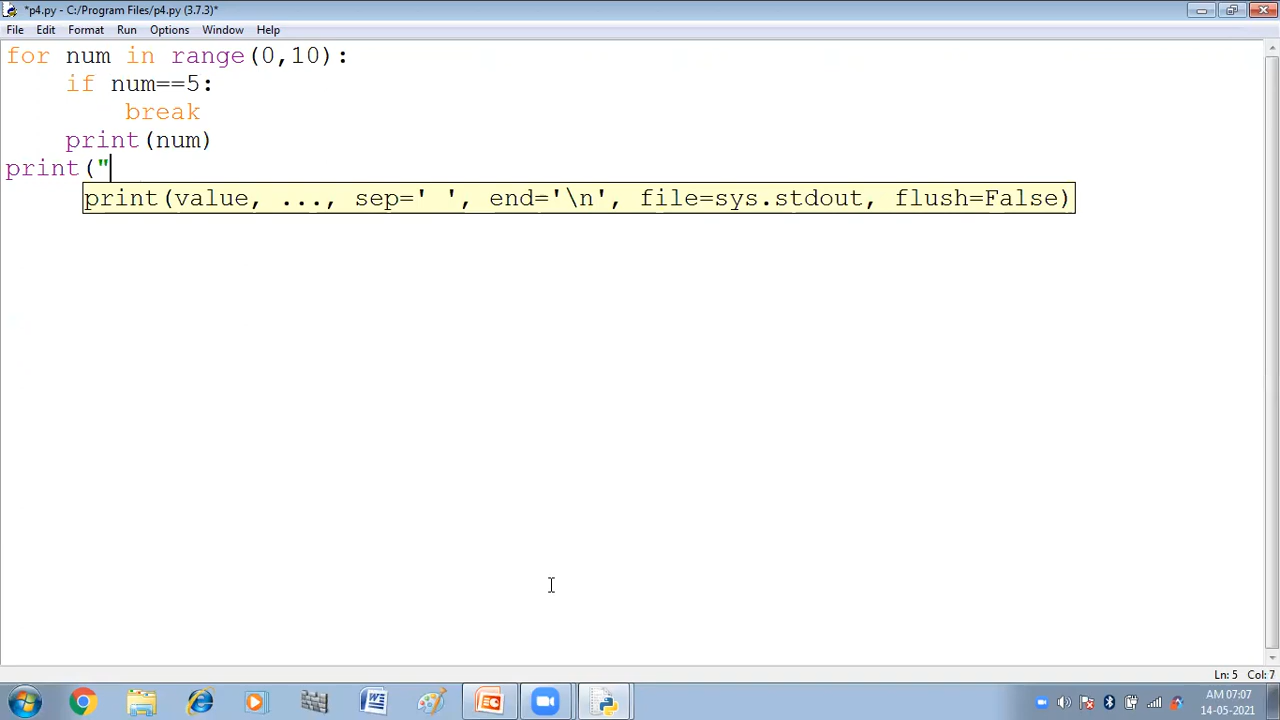 *p4.py - C:/Program Files/p4.py (3.7.3)*
File Edit Format Run Options Window Help
for num in range(0,10):
    if num==5:
        break
    print(num)
print("
print(value, ..., sep=' ', end='\n', file=sys.stdout, flush=False)
Ln: 5 Col: 7
AM 07:07
14-05-2021